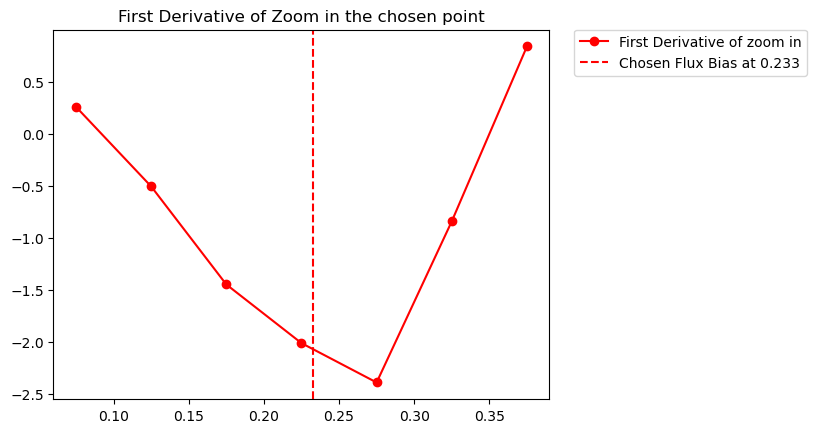 First Derivative of Zoom in the chosen point
First Derivative of zoom in
Chosen Flux Bias at 0.233
0.5
0.0
−0.5
−1.0
−1.5
−2.0
−2.5
0.10 0.15 0.20 0.25 0.30 0.35